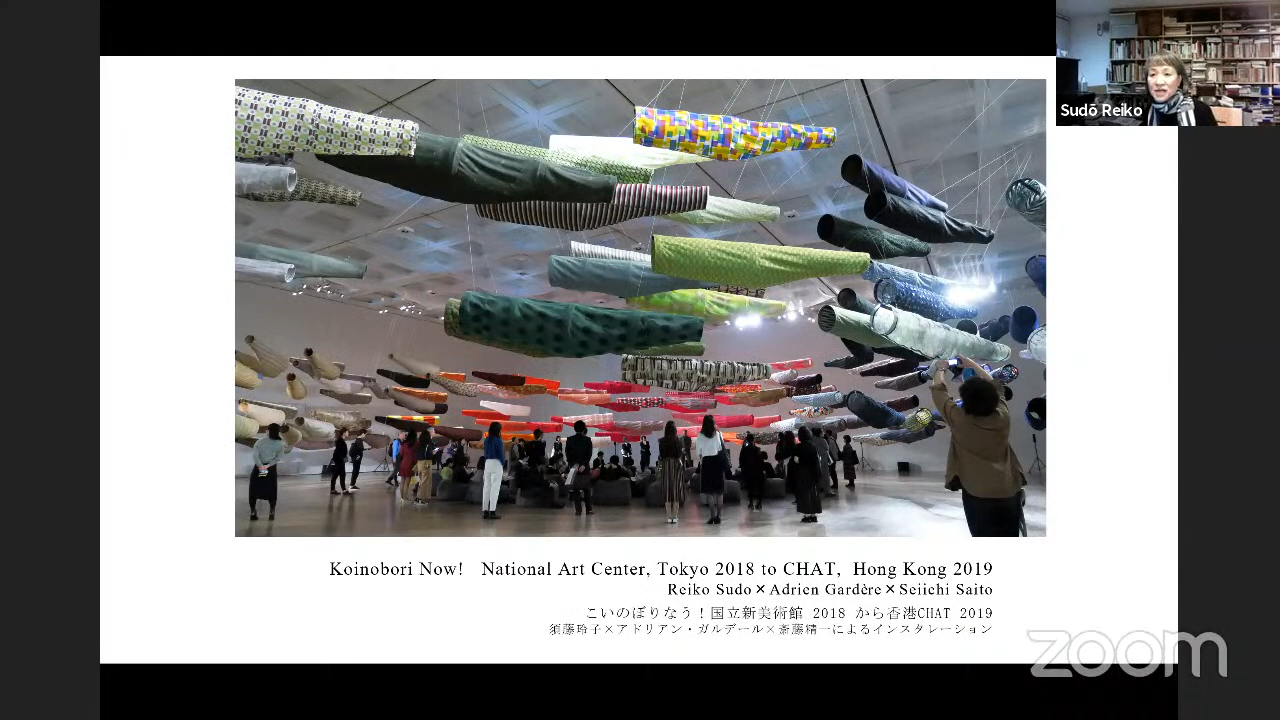 Sudō Reiko
Koinobori Now! National Art Center, Tokyo 2018 to CHAT, Hong Kong 2019
Reiko Sudo×Adrien Gardère×Seiichi Saito
こいのぼりなう！国立新美術館 2018 から香港CHAT 2019
須藤玲子×アドリアン・ガルデール×斎藤精一によるインスタレーション
zoom